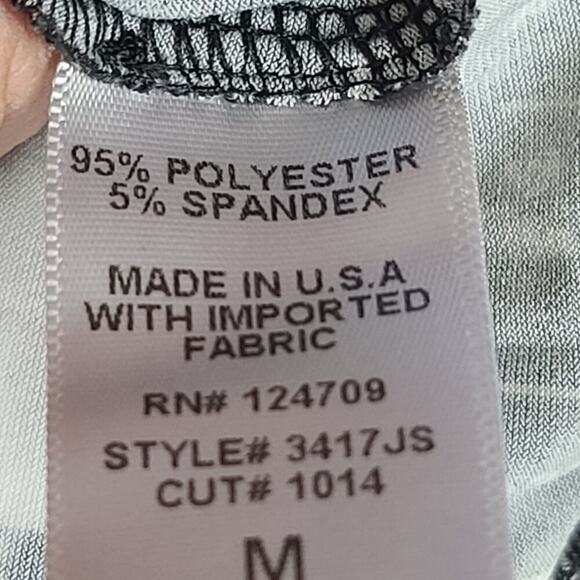 95% POLYESTER
5% SPANDEX
MADE IN U.S.A
WITH IMPORTED
FABRIC
RN# 124709
STYLE# 3417JS
CUT# 1014
M